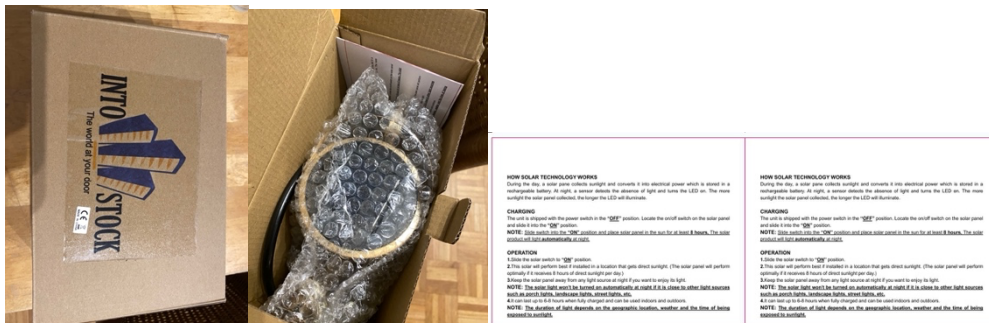 INTO STOCK
The world at your door
CE
HOW SOLAR TECHNOLOGY WORKS
During the day, a solar pane collects sunlight and converts it into electrical power which is stored in a
rechargeable battery. At night, a sensor detects the absence of light and turns the LED on. The more
sunlight the solar panel collected, the longer the LED will illuminate.
CHARGING
The unit is shipped with the power switch in the "OFF" position. Locate the on/off switch on the solar panel
and slide it into the "ON" position.
NOTE: Slide switch into the "ON" position and place solar panel in the sun for at least 8 hours, The solar
product will light automatically at night.
OPERATION
1.Slide the solar switch to "ON" position.
2.This solar will perform best if installed in a location that gets direct sunlight. (The solar panel will perform
optimally if it receives 8 hours of direct sunlight per day.)
3.Keep the solar panel away from any light source at night if you want to enjoy its light.
NOTE: The solar light won't be turned on automatically at night if it is close to other light sources
such as porch lights, landscape lights, street lights, etc.
4.It can last up to 6-8 hours when fully charged and can be used indoors and outdoors.
NOTE: The duration of light depends on the geographic location, weather and the time of being
exposed to sunlight.
HOW SOLAR TECHNOLOGY WORKS
During the day, a solar pane collects sunlight and converts it into electrical power which is stored in a
rechargeable battery. At night, a sensor detects the absence of light and turns the LED on. The more
sunlight the solar panel collected, the longer the LED will illuminate.
CHARGING
The unit is shipped with the power switch in the "OFF" position. Locate the on/off switch on the solar panel
and slide it into the "ON" position.
NOTE: Slide switch into the "ON" position and place solar panel in the sun for at least 8 hours, The solar
product will light automatically at night.
OPERATION
1.Slide the solar switch to "ON" position.
2.This solar will perform best if installed in a location that gets direct sunlight. (The solar panel will perform
optimally if it receives 8 hours of direct sunlight per day.)
3.Keep the solar panel away from any light source at night if you want to enjoy its light.
NOTE: The solar light won't be turned on automatically at night if it is close to other light sources
such as porch lights, landscape lights, street lights, etc.
4.It can last up to 6-8 hours when fully charged and can be used indoors and outdoors.
NOTE: The duration of light depends on the geographic location, weather and the time of being
exposed to sunlight.